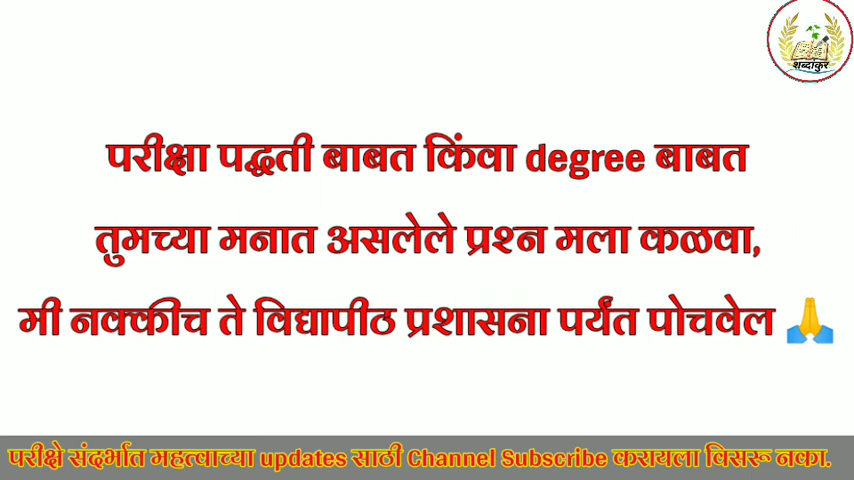 शब्दांकुर
परीक्षा पद्धती बाबत किंवा degree बाबत
तुमच्या मनात असलेले प्रश्न मला कळवा,
मी नक्कीच ते विद्यापीठ प्रशासना पर्यंत पोचवेल 🙏
परीक्षे संदर्भात महत्वाच्या updates साठी Channel Subscribe करायला विसरू नका.